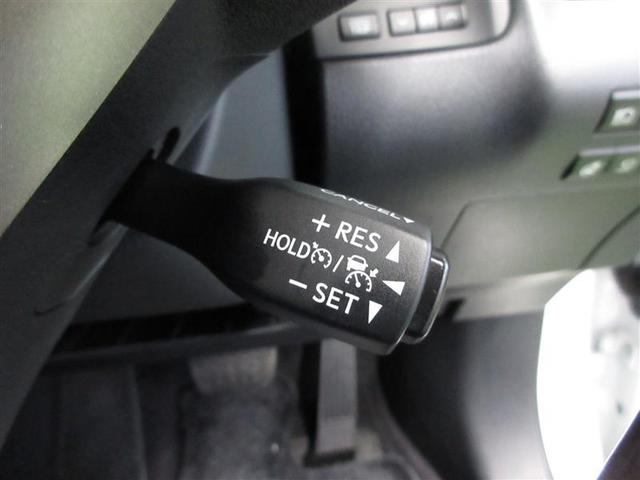 CANCEL
+ RES ▲
HOLD / ◀
− SET ▼